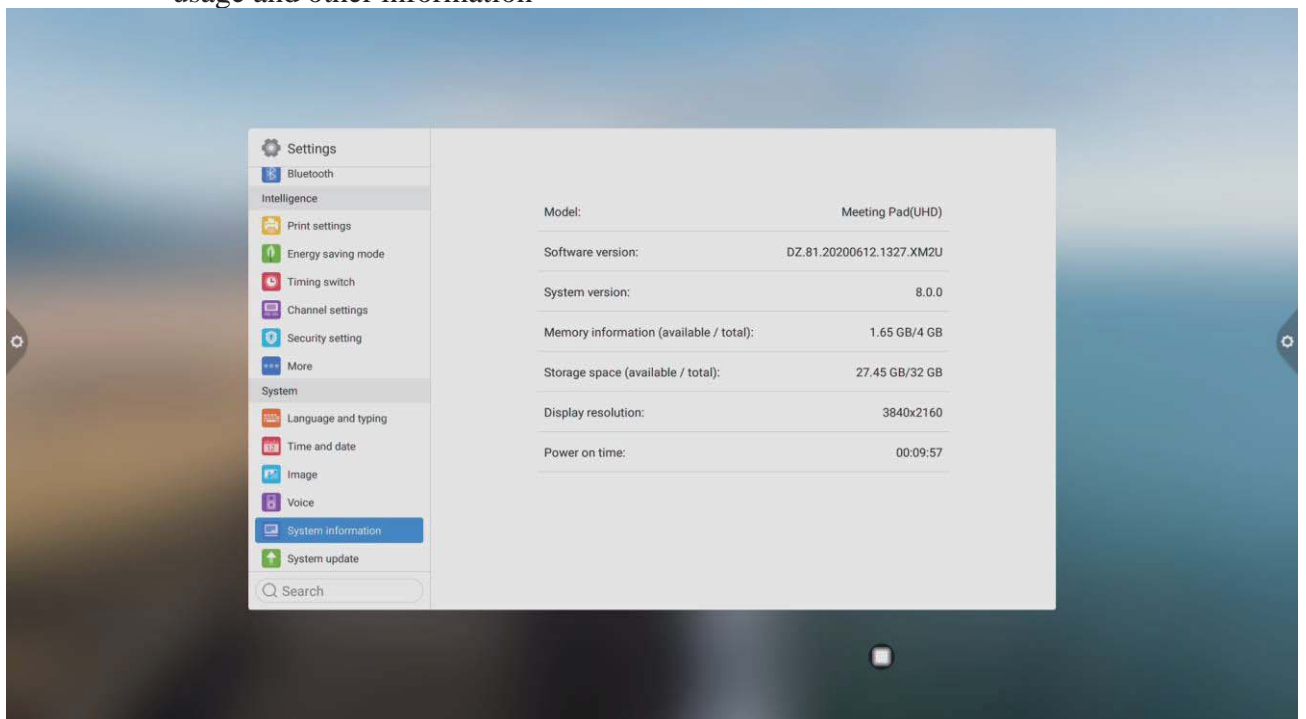 usage and other information
Settings
Bluetooth
Intelligence
Print settings
Energy saving mode
Timing switch
Channel settings
Security setting
More
System
Language and typing
Time and date
Image
Voice
System information
System update
Search
Model: Meeting Pad(UHD)
Software version: DZ.81.20200612.1327.XM2U
System version: 8.0.0
Memory information (available / total): 1.65 GB/4 GB
Storage space (available / total): 27.45 GB/32 GB
Display resolution: 3840x2160
Power on time: 00:09:57